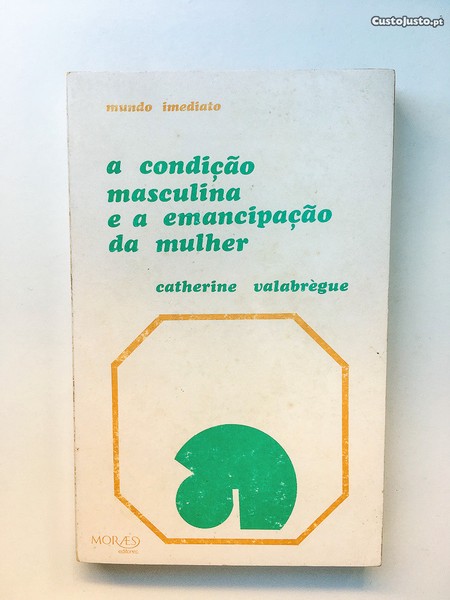 CustoJusto.pt
mundo imediato
a condição
masculina
e a emancipação
da mulher
catherine valabrègue
MORÆS
editores